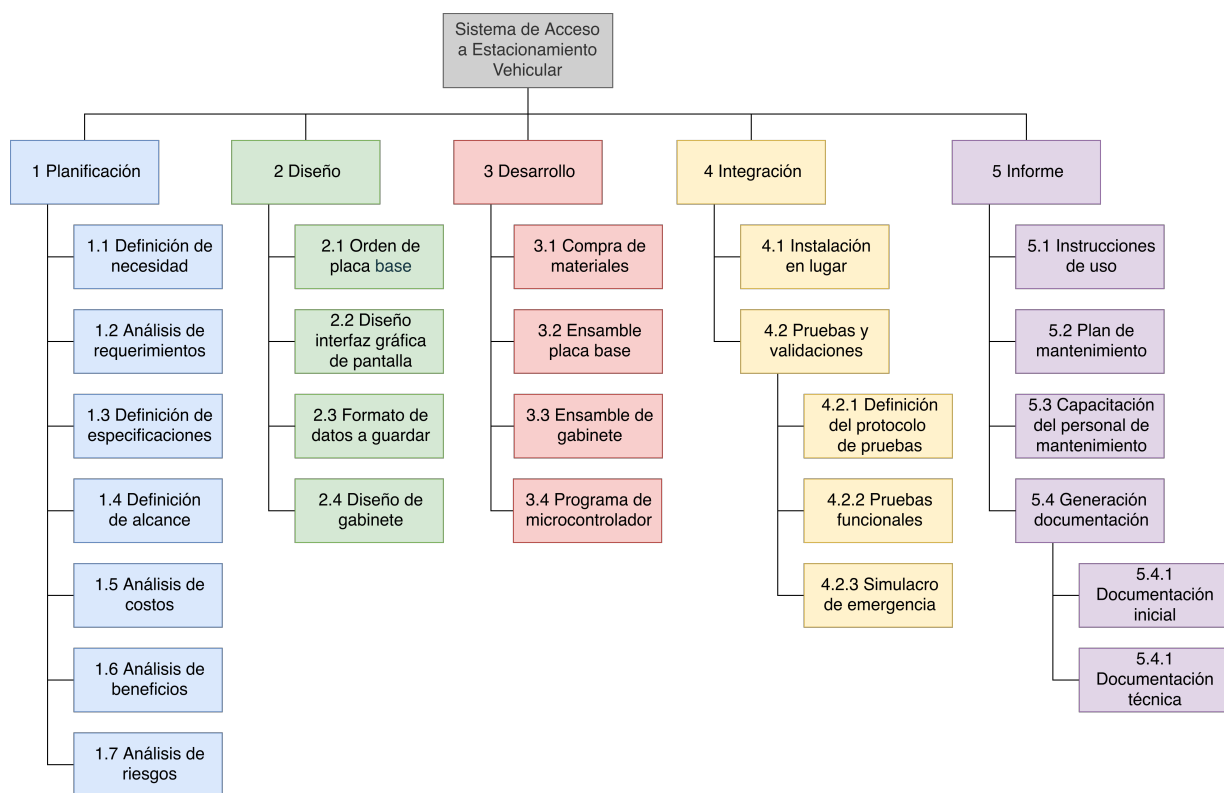 Sistema de Acceso
a Estacionamiento
Vehicular
1 Planificación
2 Diseño
3 Desarrollo
4 Integración
5 Informe
1.1 Definición de
necesidad
1.2 Análisis de
requerimientos
1.3 Definición de
especificaciones
1.4 Definición
de alcance
1.5 Análisis de
costos
1.6 Análisis de
beneficios
1.7 Análisis de
riesgos
2.1 Orden de
placa base
2.2 Diseño
interfaz gráfica
de pantalla
2.3 Formato de
datos a guardar
2.4 Diseño de
gabinete
3.1 Compra de
materiales
3.2 Ensamble
placa base
3.3 Ensamble de
gabinete
3.4 Programa de
microcontrolador
4.1 Instalación
en lugar
4.2 Pruebas y
validaciones
4.2.1 Definición
del protocolo
de pruebas
4.2.2 Pruebas
funcionales
4.2.3 Simulacro
de emergencia
5.1 Instrucciones
de uso
5.2 Plan de
mantenimiento
5.3 Capacitación
del personal de
mantenimiento
5.4 Generación
documentación
5.4.1
Documentación
inicial
5.4.1
Documentación
técnica